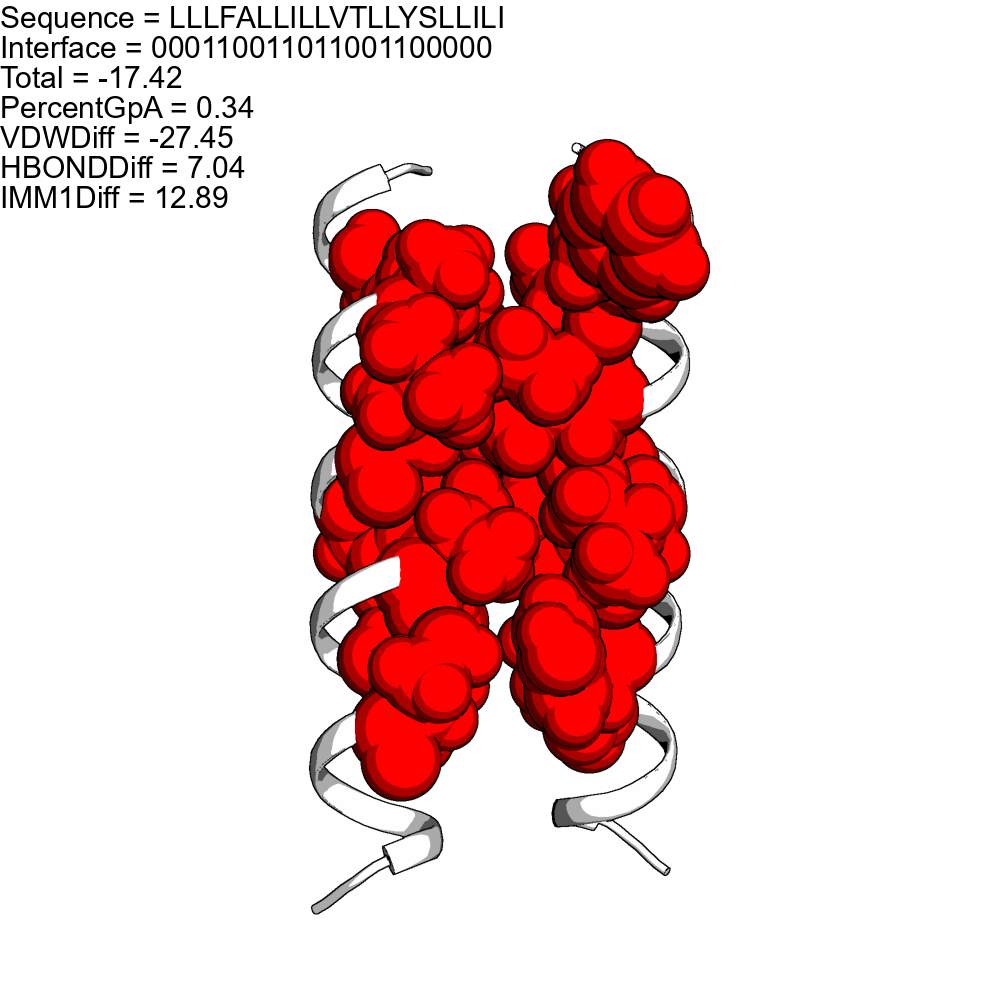 Sequence = LLLFALLILLVTLLYSLLILI
Interface = 000110011011001100000
Total = -17.42
PercentGpA = 0.34
VDWDiff = -27.45
HBONDDiff = 7.04
IMM1Diff = 12.89